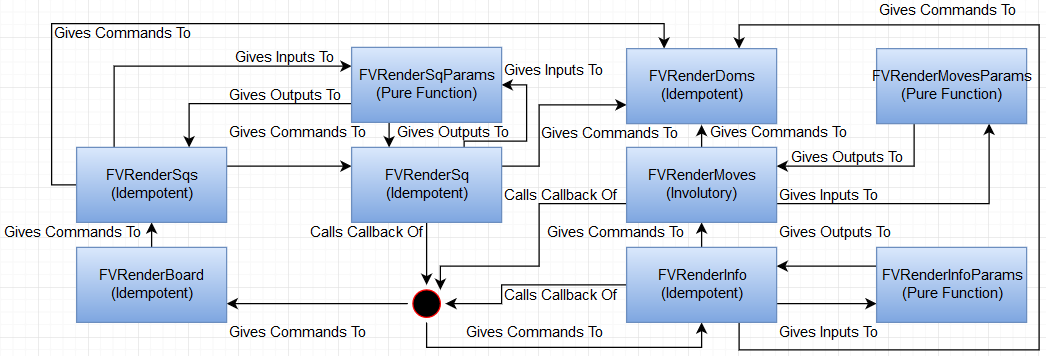 Gives Commands To
Gives Commands To
Gives Inputs To
FVRenderSqParams
(Pure Function)
Gives Inputs To
FVRenderDoms
(Idempotent)
FVRenderMovesParams
(Pure Function)
Gives Outputs To
Gives Commands To
Gives Outputs To
Gives Commands To
Gives Commands To
Gives Outputs To
FVRenderSqs
(Idempotent)
FVRenderSq
(Idempotent)
Calls Callback Of
FVRenderMoves
(Involutory)
Gives Inputs To
Gives Commands To
Calls Callback Of
Gives Commands To
Gives Outputs To
FVRenderBoard
(Idempotent)
Calls Callback Of
FVRenderInfo
(Idempotent)
FVRenderInfoParams
(Pure Function)
Gives Commands To
Gives Commands To
Gives Inputs To